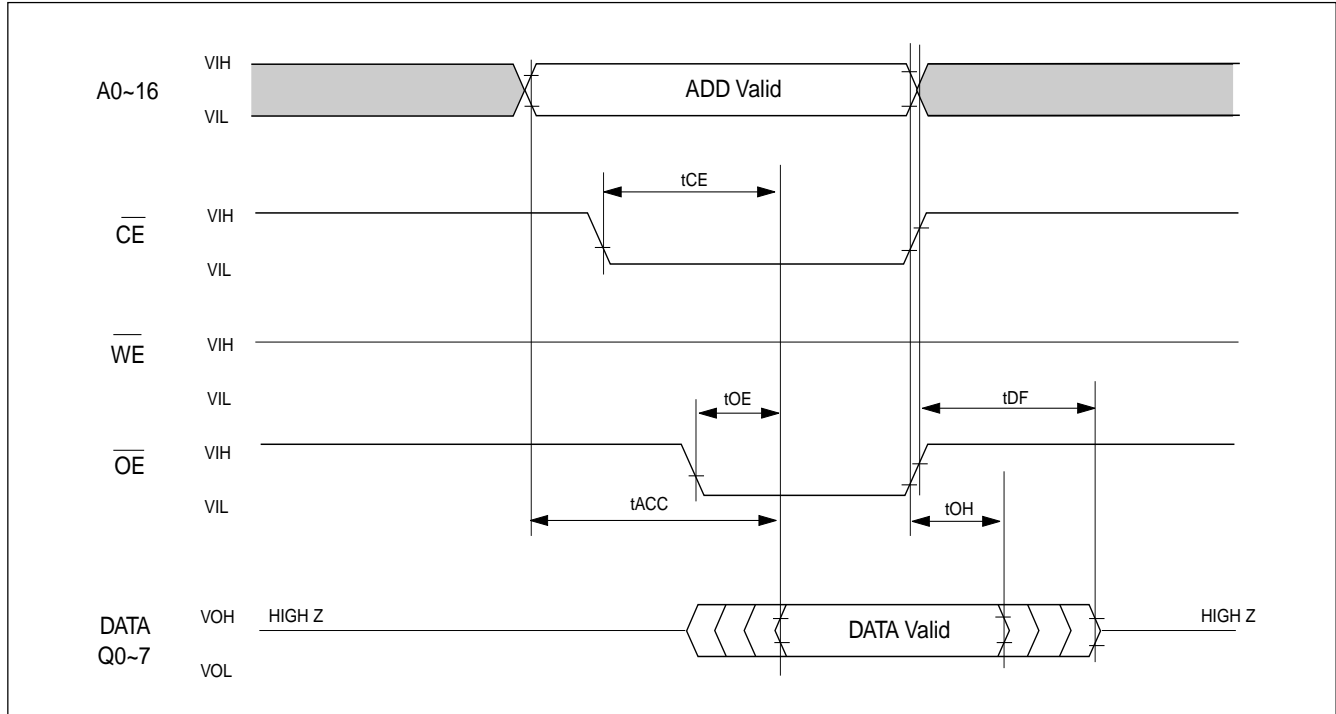 VIH
A0~16
ADD Valid
VIL
tCE
VIH
CE
VIL
VIH
WE
VIL
tOE
tDF
VIH
OE
VIL
tACC
tOH
VOH
HIGH Z
DATA Valid
HIGH Z
DATA
Q0~7
VOL